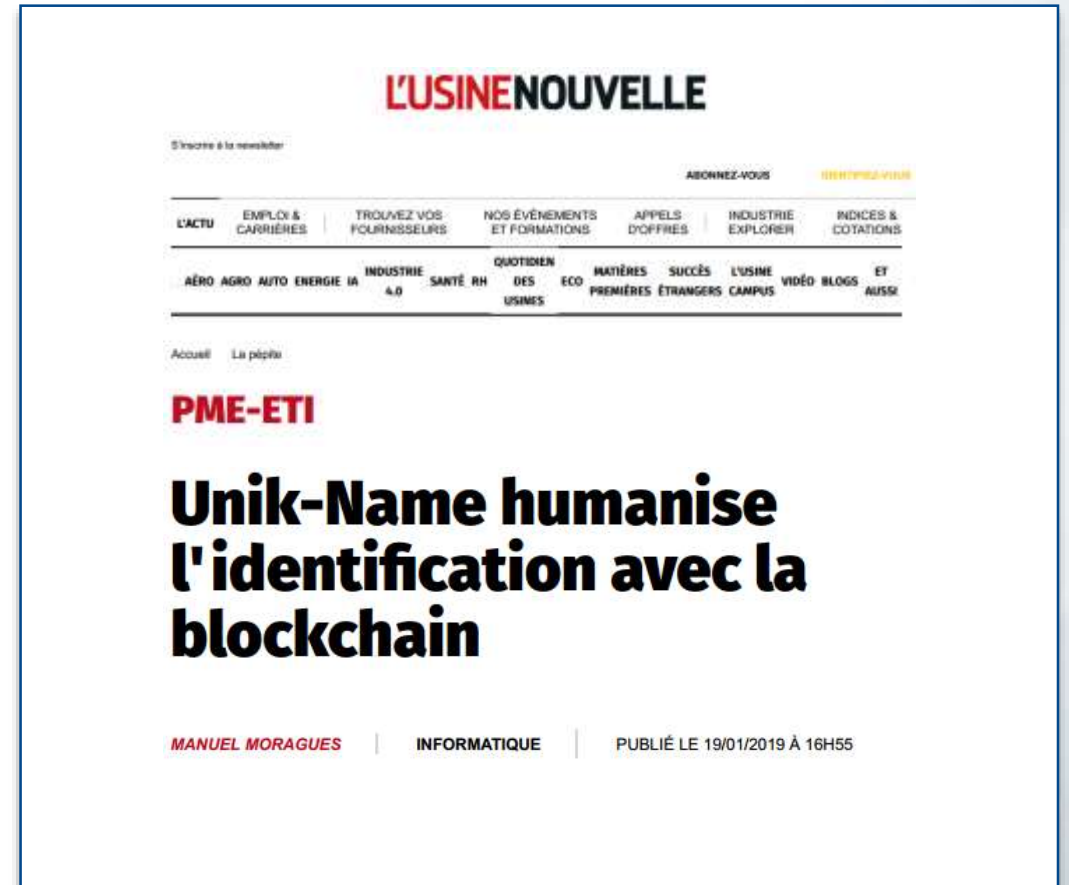 L'USINENOUVELLE
S'inscrire à la newsletter
ABONNEZ-VOUS IDENTIFIEZ-VOUS
L'ACTU EMPLOI & CARRIÈRES TROUVEZ VOS FOURNISSEURS NOS ÉVÈNEMENTS ET FORMATIONS APPELS D'OFFRES INDUSTRIE EXPLORER INDICES & COTATIONS
AÉRO AGRO AUTO ENERGIE IA INDUSTRIE 4.0 SANTÉ RH QUOTIDIEN DES USINES ECO MATIÈRES PREMIÈRES SUCCÈS ÉTRANGERS L'USINE CAMPUS VIDÉO BLOGS ET AUSSI
Accueil La pépite
PME-ETI
Unik-Name humanise
l'identification avec la
blockchain
MANUEL MORAGUES INFORMATIQUE PUBLIÉ LE 19/01/2019 À 16H55